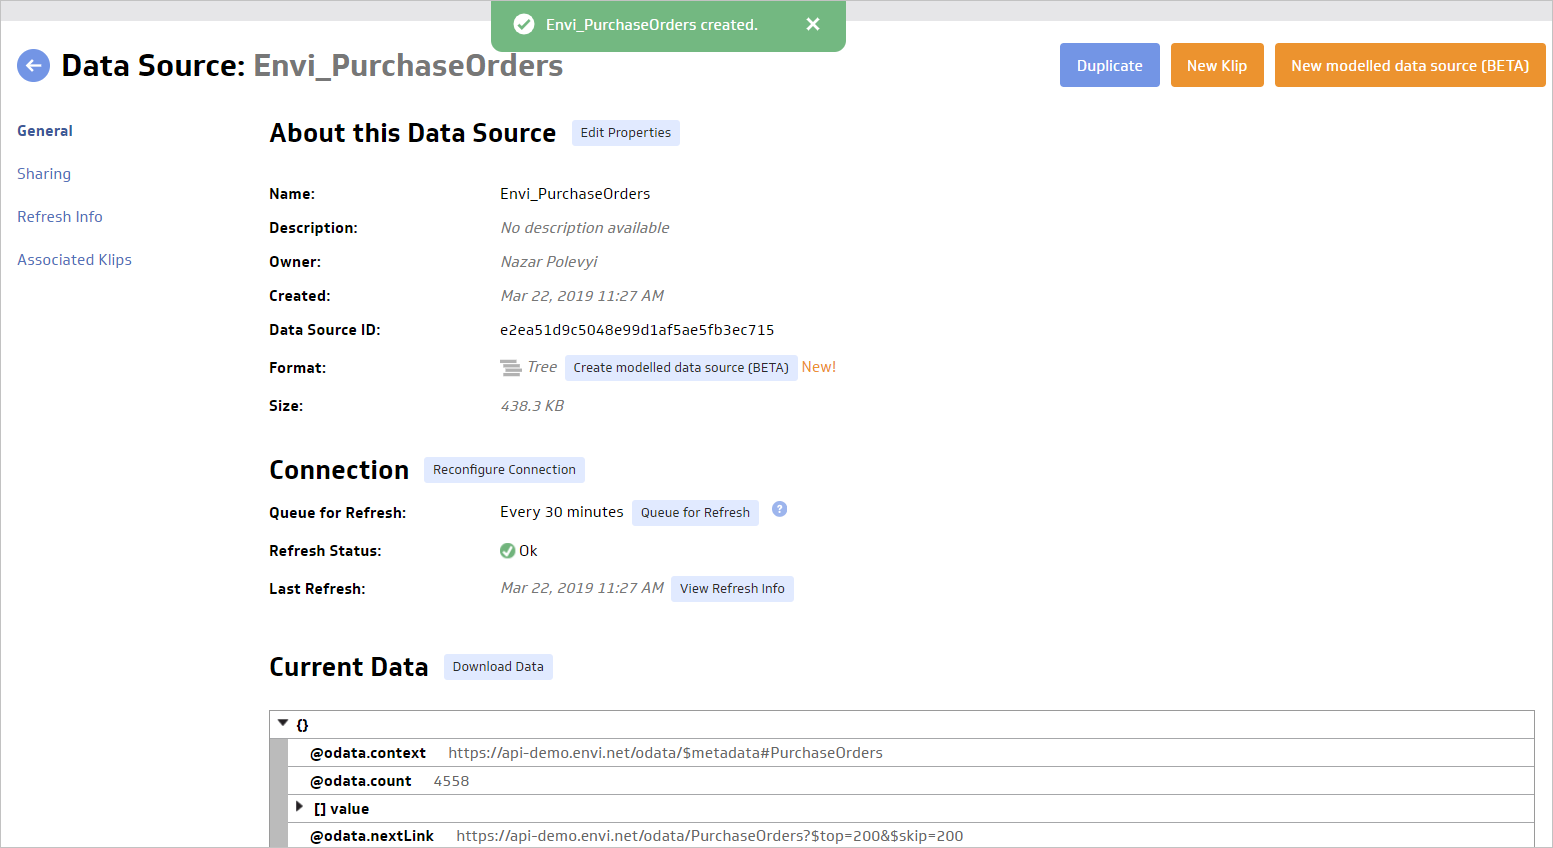 Envi_PurchaseOrders created.
Data Source: Envi_PurchaseOrders
Duplicate
New Klip
New modelled data source (BETA)
General
Sharing
Refresh Info
Associated Klips
About this Data Source
Edit Properties
Name: Envi_PurchaseOrders
Description: No description available
Owner: Nazar Polevyi
Created: Mar 22, 2019 11:27 AM
Data Source ID: e2ea51d9c5048e99d1af5ae5fb3ec715
Format: Tree Create modelled data source (BETA) New!
Size: 438.3 KB
Connection Reconfigure Connection
Queue for Refresh: Every 30 minutes Queue for Refresh ?
Refresh Status: Ok
Last Refresh: Mar 22, 2019 11:27 AM View Refresh Info
Current Data Download Data
{}
@odata.context https://api-demo.envi.net/odata/$metadata#PurchaseOrders
@odata.count 4558
[] value
@odata.nextLink https://api-demo.envi.net/odata/PurchaseOrders?$top=200&$skip=200